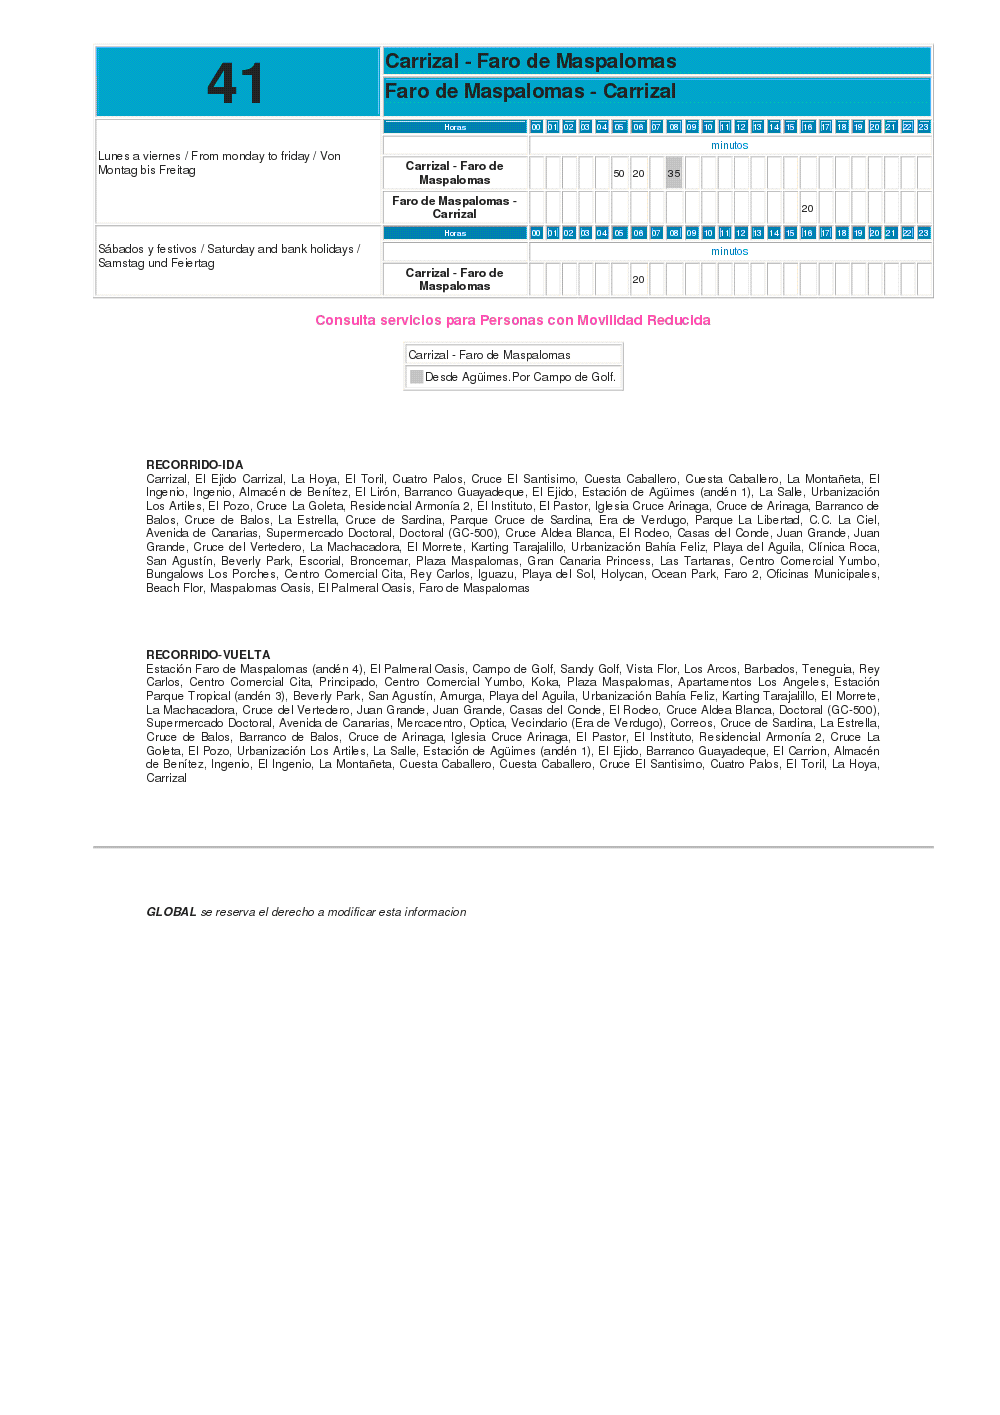 41
Carrizal - Faro de Maspalomas
Faro de Maspalomas - Carrizal
Lunes a viernes / From monday to friday / Von
Montag bis Freitag
Horas 00 01 02 03 04 05 06 07 08 09 10 11 12 13 14 15 16 17 18 19 20 21 22 23
minutos
Carrizal - Faro de
Maspalomas
50 20 35
Faro de Maspalomas -
Carrizal
20
Sábados y festivos / Saturday and bank holidays /
Samstag und Feiertag
Horas 00 01 02 03 04 05 06 07 08 09 10 11 12 13 14 15 16 17 18 19 20 21 22 23
minutos
Carrizal - Faro de
Maspalomas
20
Consulta servicios para Personas con Movilidad Reducida
Carrizal - Faro de Maspalomas
Desde Agüimes.Por Campo de Golf.
RECORRIDO-IDA
Carrizal, El Ejido Carrizal, La Hoya, El Toril, Cuatro Palos, Cruce El Santisimo, Cuesta Caballero, Cuesta Caballero, La Montañeta, El
Ingenio, Ingenio, Almacén de Benítez, El Lirón, Barranco Guayadeque, El Ejido, Estación de Agüimes (andén 1), La Salle, Urbanización
Los Artiles, El Pozo, Cruce La Goleta, Residencial Armonía 2, El Instituto, El Pastor, Iglesia Cruce Arinaga, Cruce de Arinaga, Barranco de
Balos, Cruce de Balos, La Estrella, Cruce de Sardina, Parque Cruce de Sardina, Era de Verdugo, Parque La Libertad, C.C. La Ciel,
Avenida de Canarias, Supermercado Doctoral, Doctoral (GC-500), Cruce Aldea Blanca, El Rodeo, Casas del Conde, Juan Grande, Juan
Grande, Cruce del Vertedero, La Machacadora, El Morrete, Karting Tarajalillo, Urbanización Bahía Feliz, Playa del Aguila, Clínica Roca,
San Agustín, Beverly Park, Escorial, Broncemar, Plaza Maspalomas, Gran Canaria Princess, Las Tartanas, Centro Comercial Yumbo,
Bungalows Los Porches, Centro Comercial Cita, Rey Carlos, Iguazu, Playa del Sol, Holycan, Ocean Park, Faro 2, Oficinas Municipales,
Beach Flor, Maspalomas Oasis, El Palmeral Oasis, Faro de Maspalomas
RECORRIDO-VUELTA
Estación Faro de Maspalomas (andén 4), El Palmeral Oasis, Campo de Golf, Sandy Golf, Vista Flor, Los Arcos, Barbados, Teneguia, Rey
Carlos, Centro Comercial Cita, Principado, Centro Comercial Yumbo, Koka, Plaza Maspalomas, Apartamentos Los Angeles, Estación
Parque Tropical (andén 3), Beverly Park, San Agustín, Amurga, Playa del Aguila, Urbanización Bahía Feliz, Karting Tarajalillo, El Morrete,
La Machacadora, Cruce del Vertedero, Juan Grande, Juan Grande, Casas del Conde, El Rodeo, Cruce Aldea Blanca, Doctoral (GC-500),
Supermercado Doctoral, Avenida de Canarias, Mercacentro, Optica, Vecindario (Era de Verdugo), Correos, Cruce de Sardina, La Estrella,
Cruce de Balos, Barranco de Balos, Cruce de Arinaga, Iglesia Cruce Arinaga, El Pastor, El Instituto, Residencial Armonía 2, Cruce La
Goleta, El Pozo, Urbanización Los Artiles, La Salle, Estación de Agüimes (andén 1), El Ejido, Barranco Guayadeque, El Carrion, Almacén
de Benítez, Ingenio, El Ingenio, La Montañeta, Cuesta Caballero, Cuesta Caballero, Cruce El Santisimo, Cuatro Palos, El Toril, La Hoya,
Carrizal
GLOBAL se reserva el derecho a modificar esta informacion